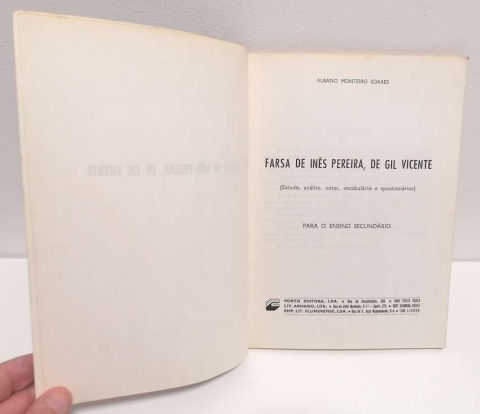 ALBANO MONTEIRO SOARES
FARSA DE INÊS PEREIRA, DE GIL VICENTE
(Estudo, análise, notas, vocabulário e questionários)
PARA O ENSINO SECUNDÁRIO
PORTO EDITORA, LDA.
LIV. ARNADO, LDA.
EMP. LIT. FLUMINENSE, LDA.